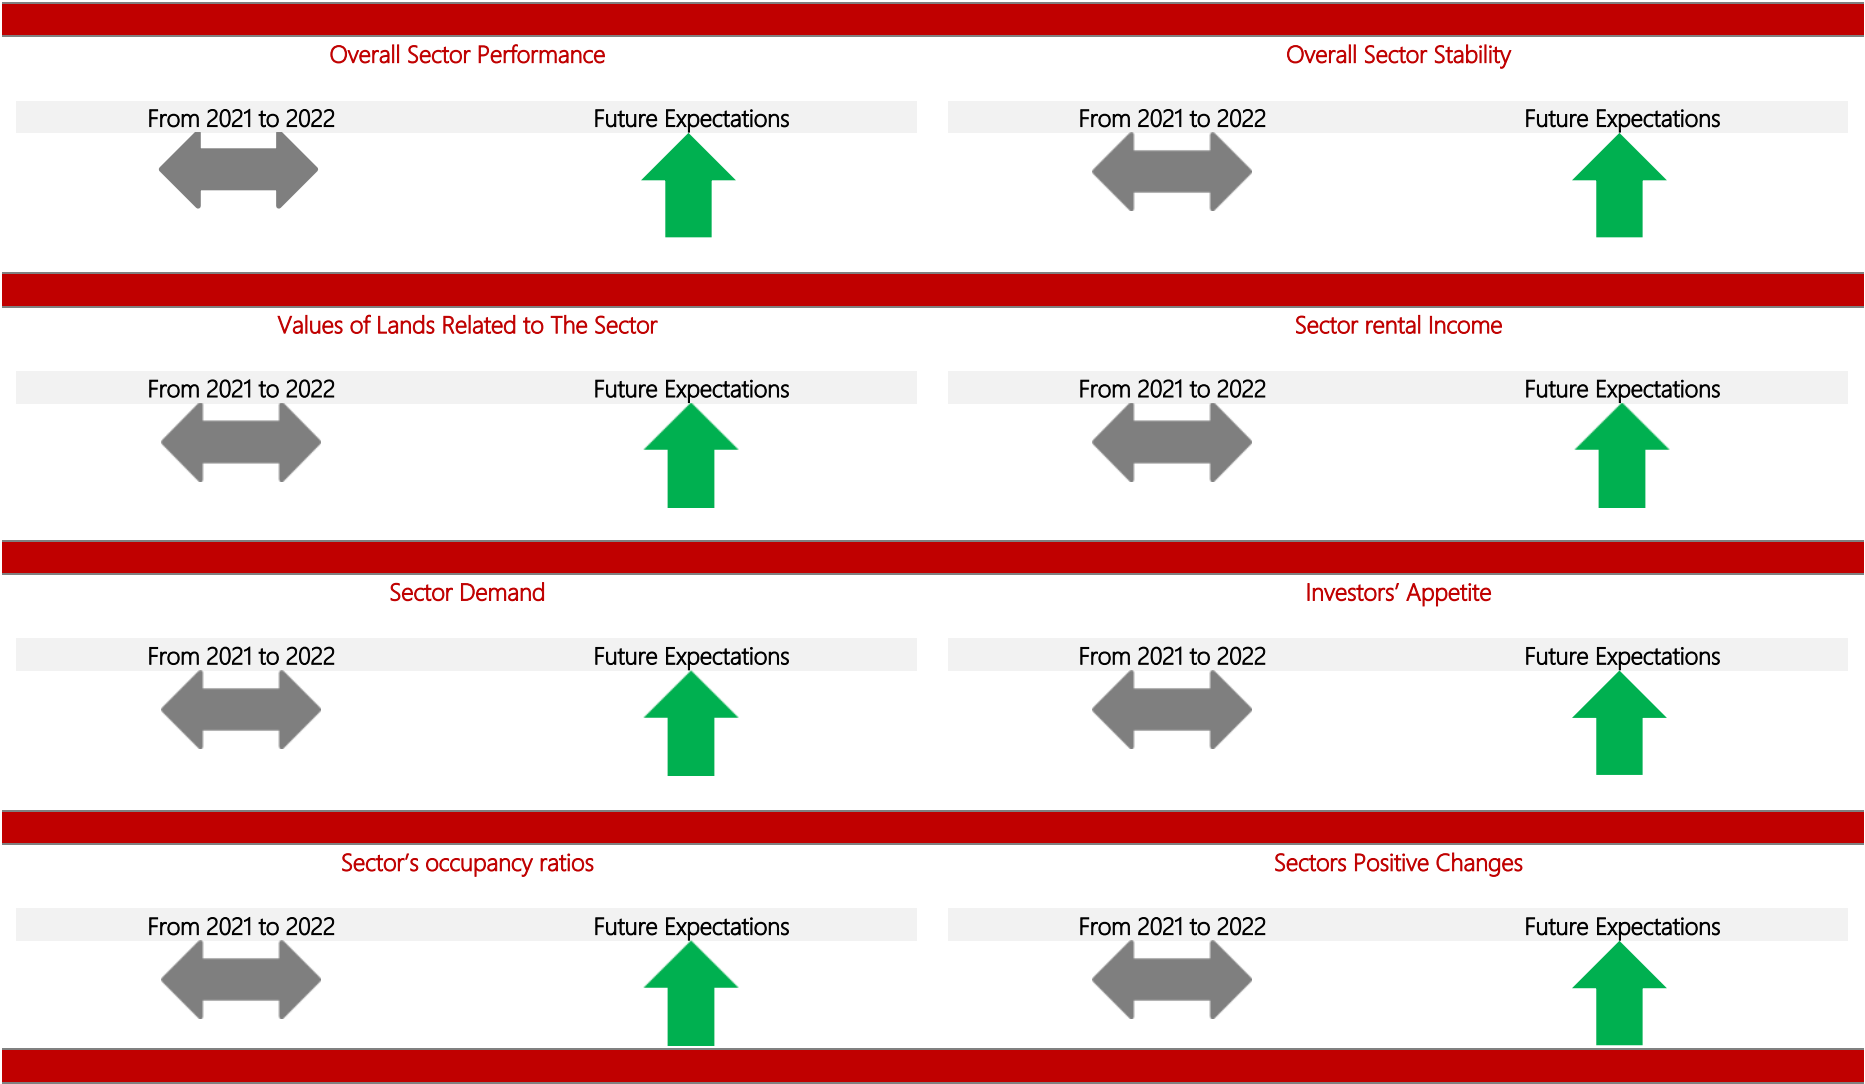 Overall Sector Performance
Overall Sector Stability
From 2021 to 2022
Future Expectations
From 2021 to 2022
Future Expectations
Values of Lands Related to The Sector
Sector rental Income
From 2021 to 2022
Future Expectations
From 2021 to 2022
Future Expectations
Sector Demand
Investors’ Appetite
From 2021 to 2022
Future Expectations
From 2021 to 2022
Future Expectations
Sector’s occupancy ratios
Sectors Positive Changes
From 2021 to 2022
Future Expectations
From 2021 to 2022
Future Expectations